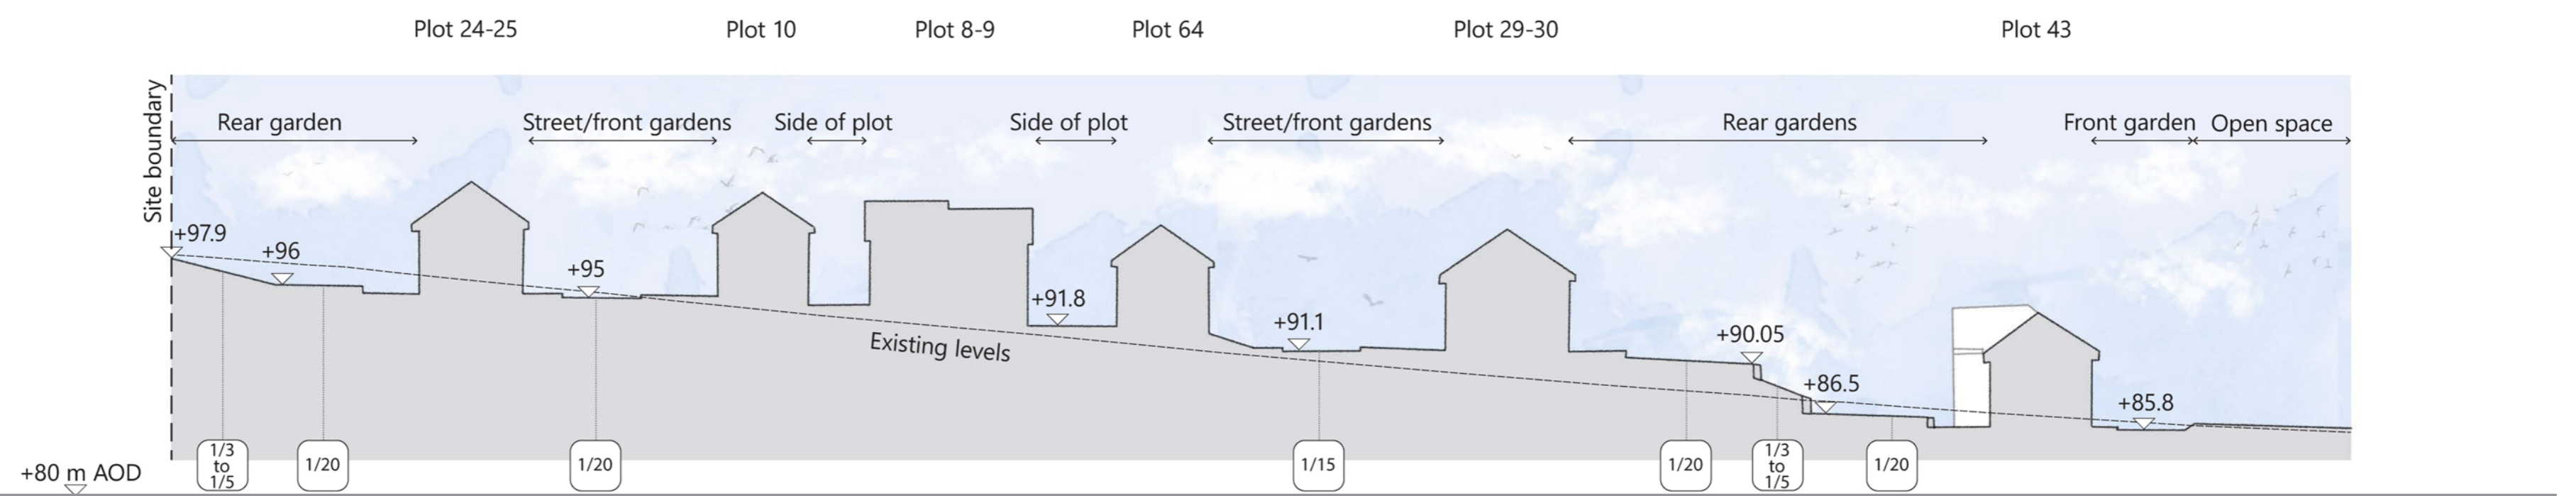 Plot 24-25
Plot 10
Plot 8-9
Plot 64
Plot 29-30
Plot 43
Site boundary
Rear garden
Street/front gardens
Side of plot
Side of plot
Street/front gardens
Rear gardens
Front garden
Open space
+97.9
+96
+95
+91.8
+91.1
+90.05
+86.5
+85.8
Existing levels
1/3
to
1/5
1/20
1/20
1/15
1/20
1/3
to
1/5
1/20
+80 m AOD